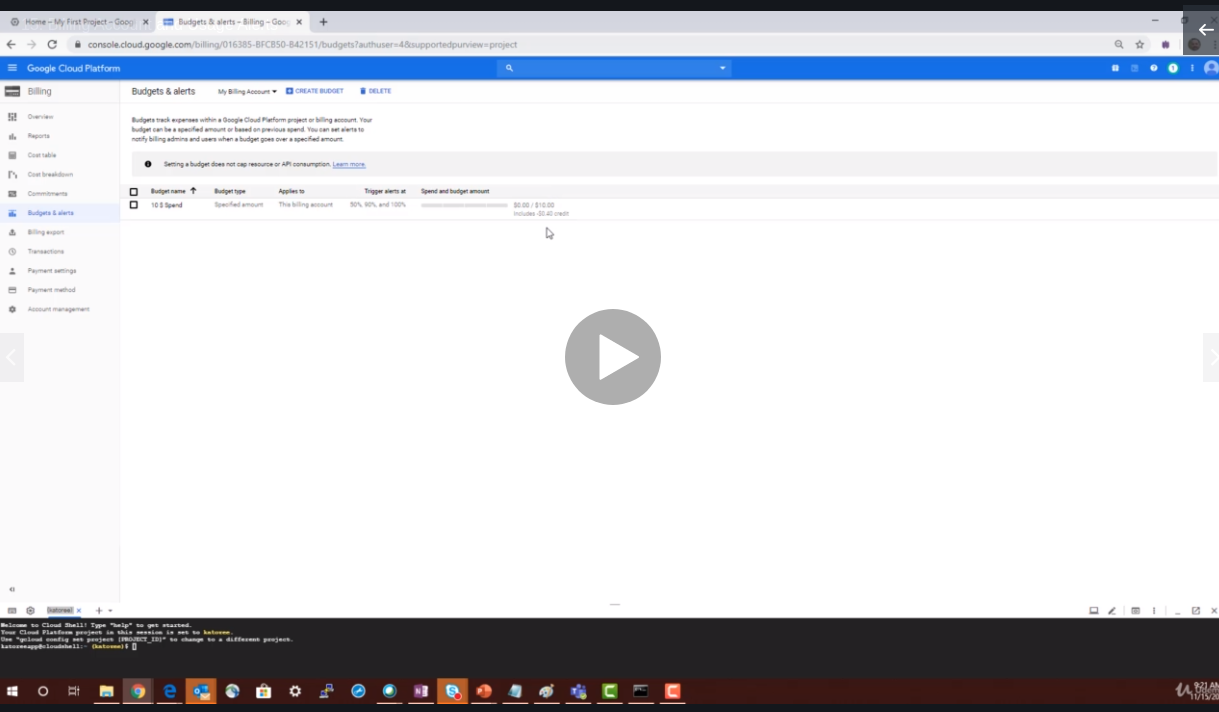 Home – My First Project – Goog
Budgets & alerts – Billing – Goog
console.cloud.google.com/billing/016385-BFCB50-B42151/budgets?authuser=4&supportedpurview=project
Google Cloud Platform
Billing
Budgets & alerts
My Billing Account
CREATE BUDGET
DELETE
Overview
Reports
Cost table
Cost breakdown
Commitments
Budgets & alerts
Billing export
Transactions
Payment settings
Payment method
Account management
Budgets track expenses within a Google Cloud Platform project or billing account. Your
budget can be a specified amount or based on previous spend. You can set alerts to
notify billing admins and users when a budget goes over a specified amount.
Setting a budget does not cap resource or API consumption. Learn more.
Budget name Budget type Applies to Trigger alerts at Spend and budget amount
10 $ Spend Specified amount This billing account 50%, 90%, and 100% $0.00 / $10.00
Includes -$0.40 credit
Welcome to Cloud Shell! Type "help" to get started.
Your Cloud Platform project in this session is set to
Use "gcloud config set project [PROJECT_ID]" to change to a different project.
9:21 AM
11/15/20